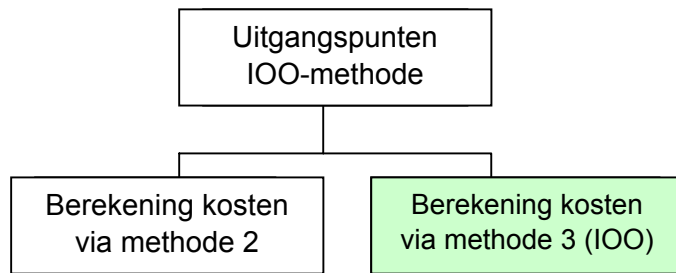 Uitgangspunten
IOO-methode
Berekening kosten
via methode 2
Berekening kosten
via methode 3 (IOO)